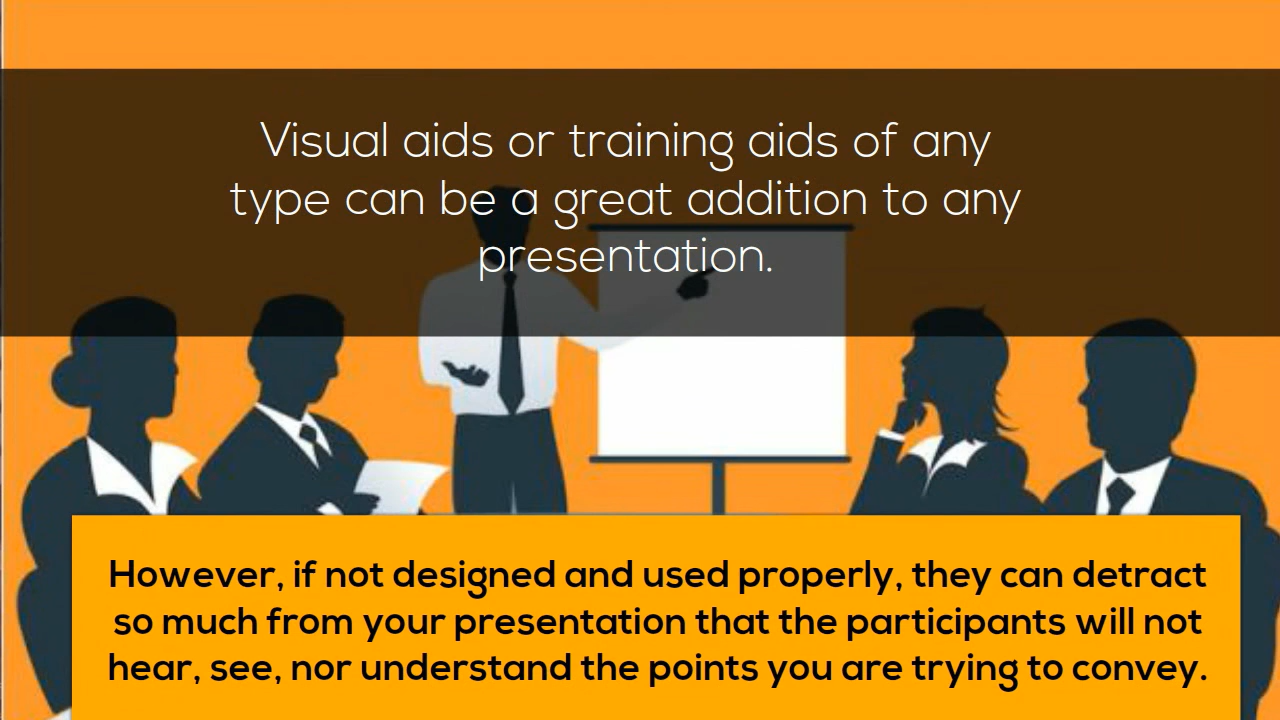 Visual aids or training aids of any
type can be a great addition to any
presentation.
However, if not designed and used properly, they can detract
so much from your presentation that the participants will not
hear, see, nor understand the points you are trying to convey.